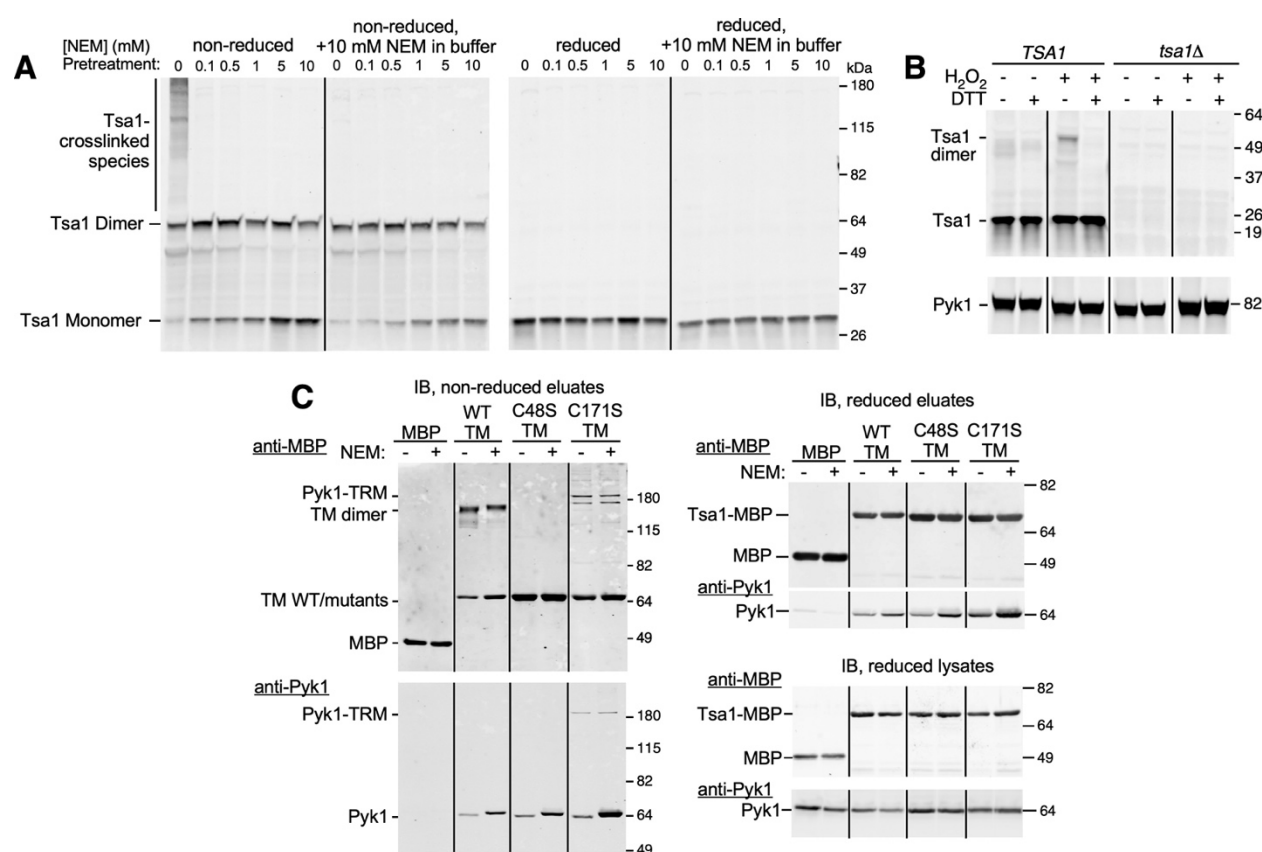 A
[NEM] (mM)
Pretreatment:
non-reduced
non-reduced,
+10 mM NEM in buffer
reduced
reduced,
+10 mM NEM in buffer
0 0.1 0.5 1 5 10 0 0.1 0.5 1 5 10 0 0.1 0.5 1 5 10 0 0.1 0.5 1 5 10
kDa
Tsa1-
crosslinked
species
Tsa1 Dimer
Tsa1 Monomer
180
115
82
64
49
37
26
B
TSA1 tsa1Δ
H2O2 - - + + - - + +
DTT - + - + - + - +
Tsa1
dimer
Tsa1
Pyk1
64
49
37
26
19
82
C
IB, non-reduced eluates
anti-MBP
MBP
WT
TM
C48S
TM
C171S
TM
NEM: - + - + - + - +
Pyk1-TRM
TM dimer
TM WT/mutants
MBP
180
115
82
64
49
anti-Pyk1
Pyk1-TRM
Pyk1
180
115
82
64
49
IB, reduced eluates
anti-MBP
MBP
WT
TM
C48S
TM
C171S
TM
NEM: - + - + - + - +
Tsa1-MBP
MBP
82
64
49
anti-Pyk1
Pyk1
64
IB, reduced lysates
anti-MBP
Tsa1-MBP
MBP
82
64
49
anti-Pyk1
Pyk1
64